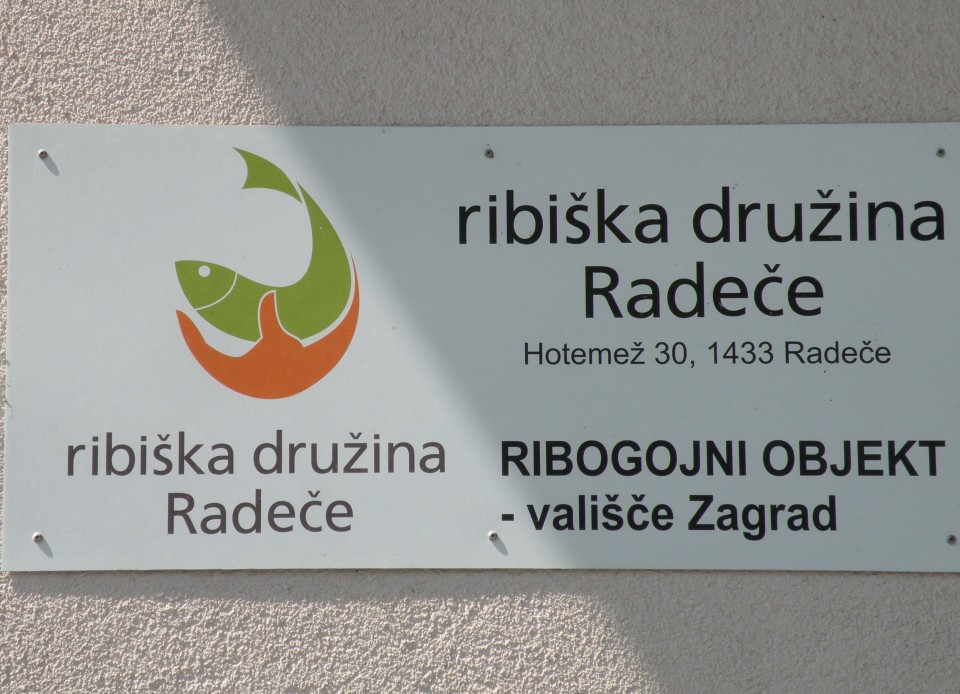 ribiška družina
Radeče
ribiška družina
Radeče
Hotemež 30, 1433 Radeče
RIBOGOJNI OBJEKT
- vališče Zagrad